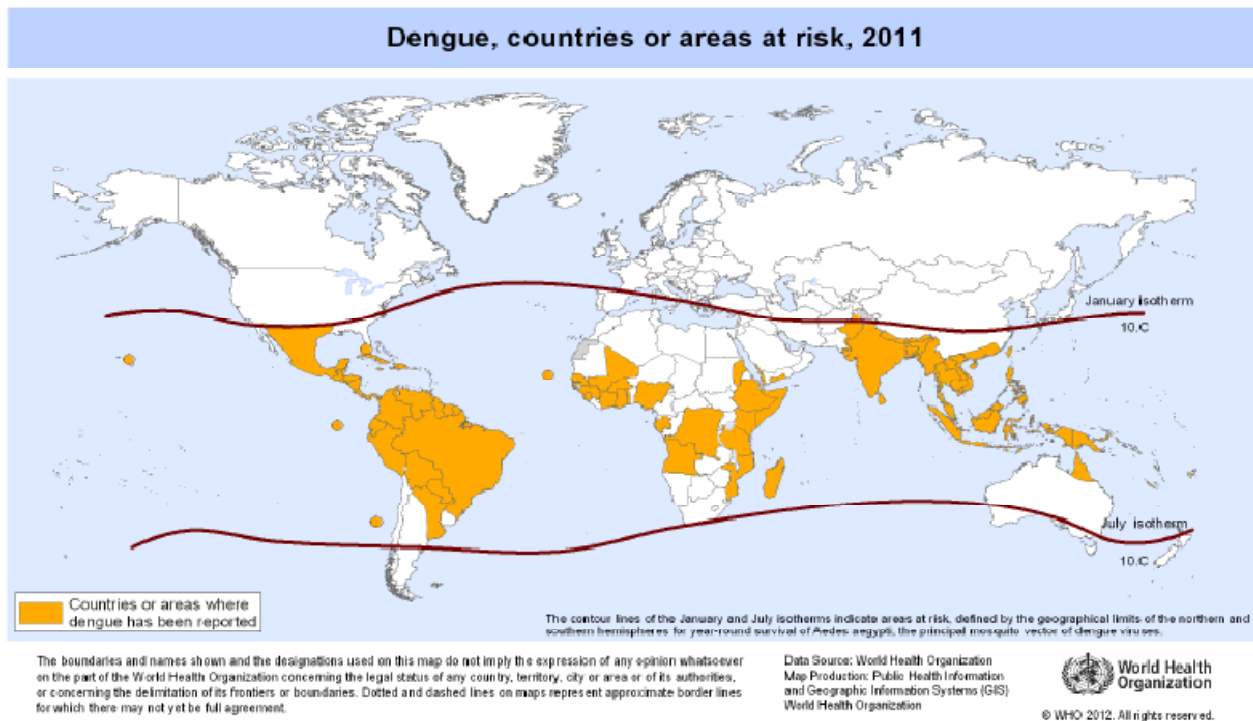 Dengue, countries or areas at risk, 2011
January isotherm
10.C
July isotherm
10.C
Countries or areas where
dengue has been reported
The contour lines of the January and July isotherms indicate areas at risk, defined by the geographical limits of the northern and
southern hemispheres for year-round survival of Aedes aegypti, the principal mosquito vector of dengue viruses.
The boundaries and names shown and the designations used on this map do not imply the expression of any opinion whatsoever
on the part of the World Health Organization concerning the legal status of any country, territory, city or area or of its authorities,
or concerning the delimitation of its frontiers or boundaries. Dotted and dashed lines on maps represent approximate border lines
for which there may not yet be full agreement.
Data Source: World Health Organization
Map Production: Public Health Information
and Geographic Information Systems (GIS)
World Health Organization
World Health
Organization
© WHO 2012. All rights reserved.